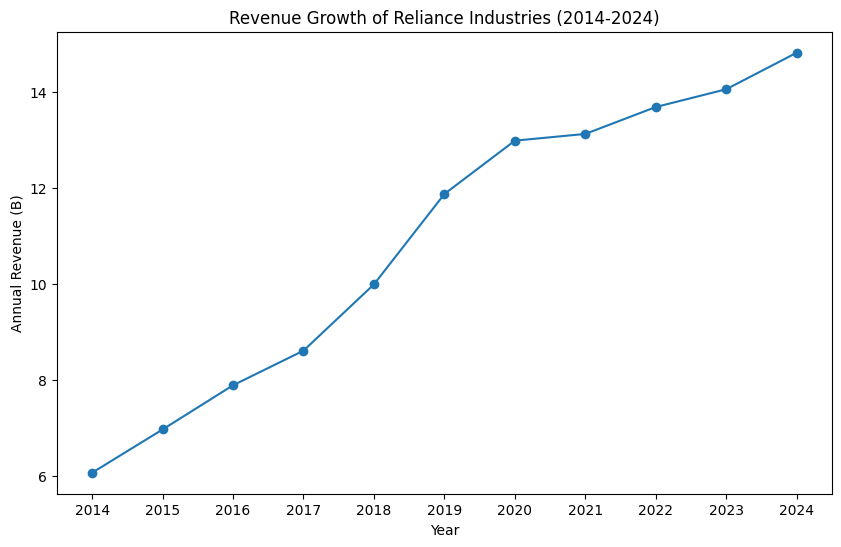 Revenue Growth of Reliance Industries (2014-2024)
Annual Revenue (B)
14
12
10
8
6
2014 2015 2016 2017 2018 2019 2020 2021 2022 2023 2024
Year